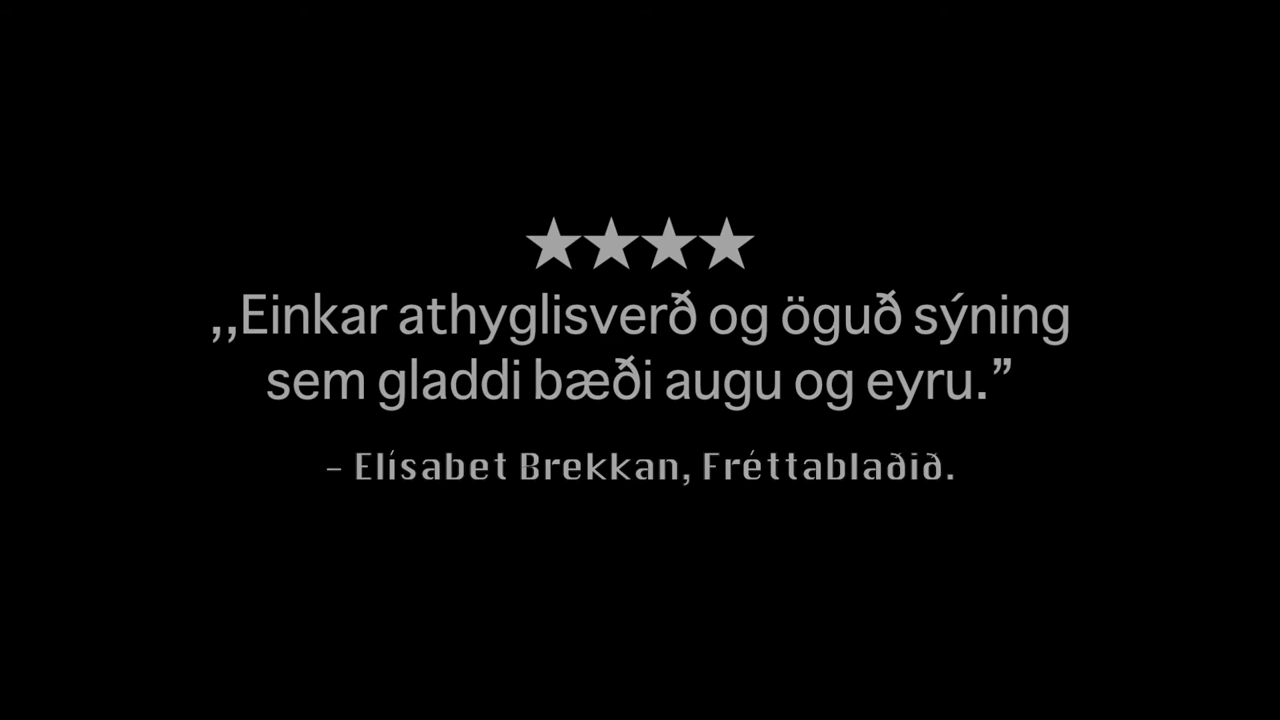 ★★★★
,,Einkar athyglisverð og öguð sýning
sem gladdi bæði augu og eyru.”
– Elísabet Brekkan, Fréttablaðið.